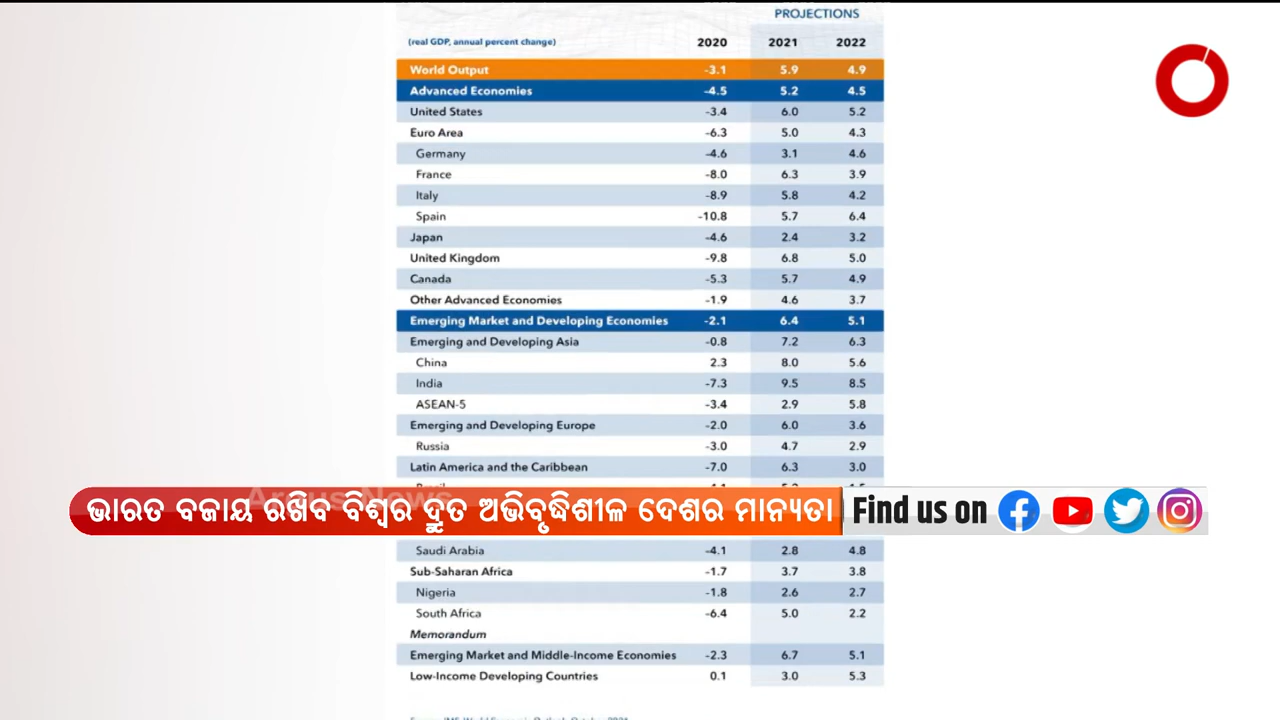 PROJECTIONS
(real GDP, annual percent change) 2020 2021 2022
World Output -3.1 5.9 4.9
Advanced Economies -4.5 5.2 4.5
United States -3.4 6.0 5.2
Euro Area -6.3 5.0 4.3
Germany -4.6 3.1 4.6
France -8.0 6.3 3.9
Italy -8.9 5.8 4.2
Spain -10.8 5.7 6.4
Japan -4.6 2.4 3.2
United Kingdom -9.8 6.8 5.0
Canada -5.3 5.7 4.9
Other Advanced Economies -1.9 4.6 3.7
Emerging Market and Developing Economies -2.1 6.4 5.1
Emerging and Developing Asia -0.8 7.2 6.3
China 2.3 8.0 5.6
India -7.3 9.5 8.5
ASEAN-5 -3.4 2.9 5.8
Emerging and Developing Europe -2.0 6.0 3.6
Russia -3.0 4.7 2.9
Latin America and the Caribbean -7.0 6.3 3.0
Argus News
ଭାରତ ବଜାୟ ରଖିବ ବିଶ୍ୱର ଦ୍ରୁତ ଅଭିବୃଦ୍ଧିଶୀଳ ଦେଶର ମାନ୍ୟତା Find us on
Saudi Arabia -4.1 2.8 4.8
Sub-Saharan Africa -1.7 3.7 3.8
Nigeria -1.8 2.6 2.7
South Africa -6.4 5.0 2.2
Memorandum
Emerging Market and Middle-Income Economies -2.3 6.7 5.1
Low-Income Developing Countries 0.1 3.0 5.3